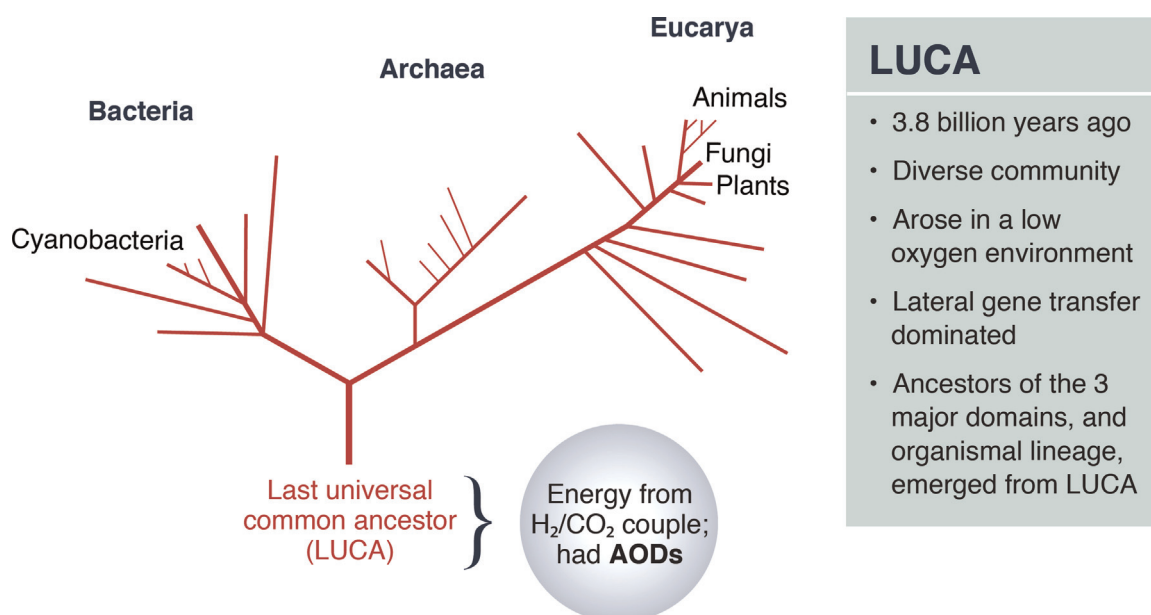 Eucarya
Archaea
Bacteria
Animals
Fungi
Plants
Cyanobacteria
Last universal
common ancestor
(LUCA)
Energy from
H₂/CO₂ couple;
had AODs
LUCA
• 3.8 billion years ago
• Diverse community
• Arose in a low
oxygen environment
• Lateral gene transfer
dominated
• Ancestors of the 3
major domains, and
organismal lineage,
emerged from LUCA